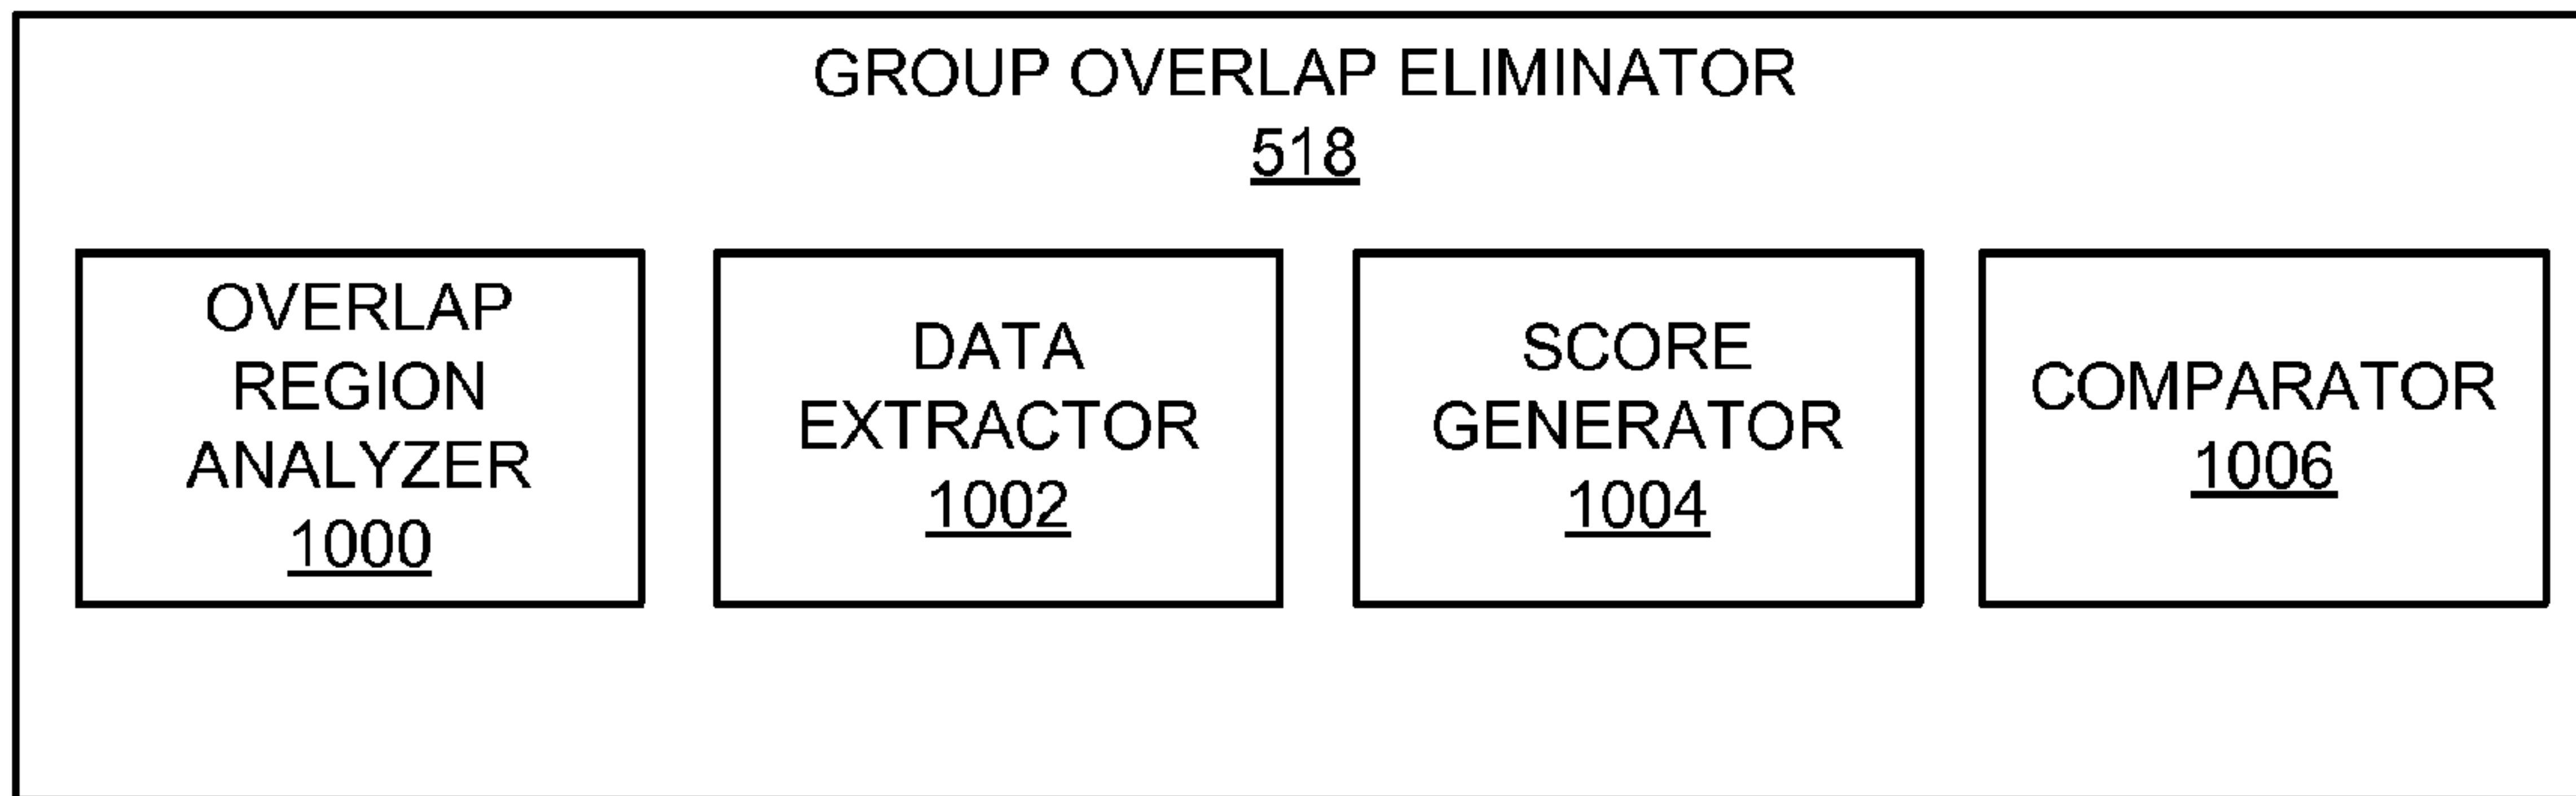 GROUP OVERLAP ELIMINATOR
518
OVERLAP
REGION
ANALYZER
1000
DATA
EXTRACTOR
1002
SCORE
GENERATOR
1004
COMPARATOR
1006